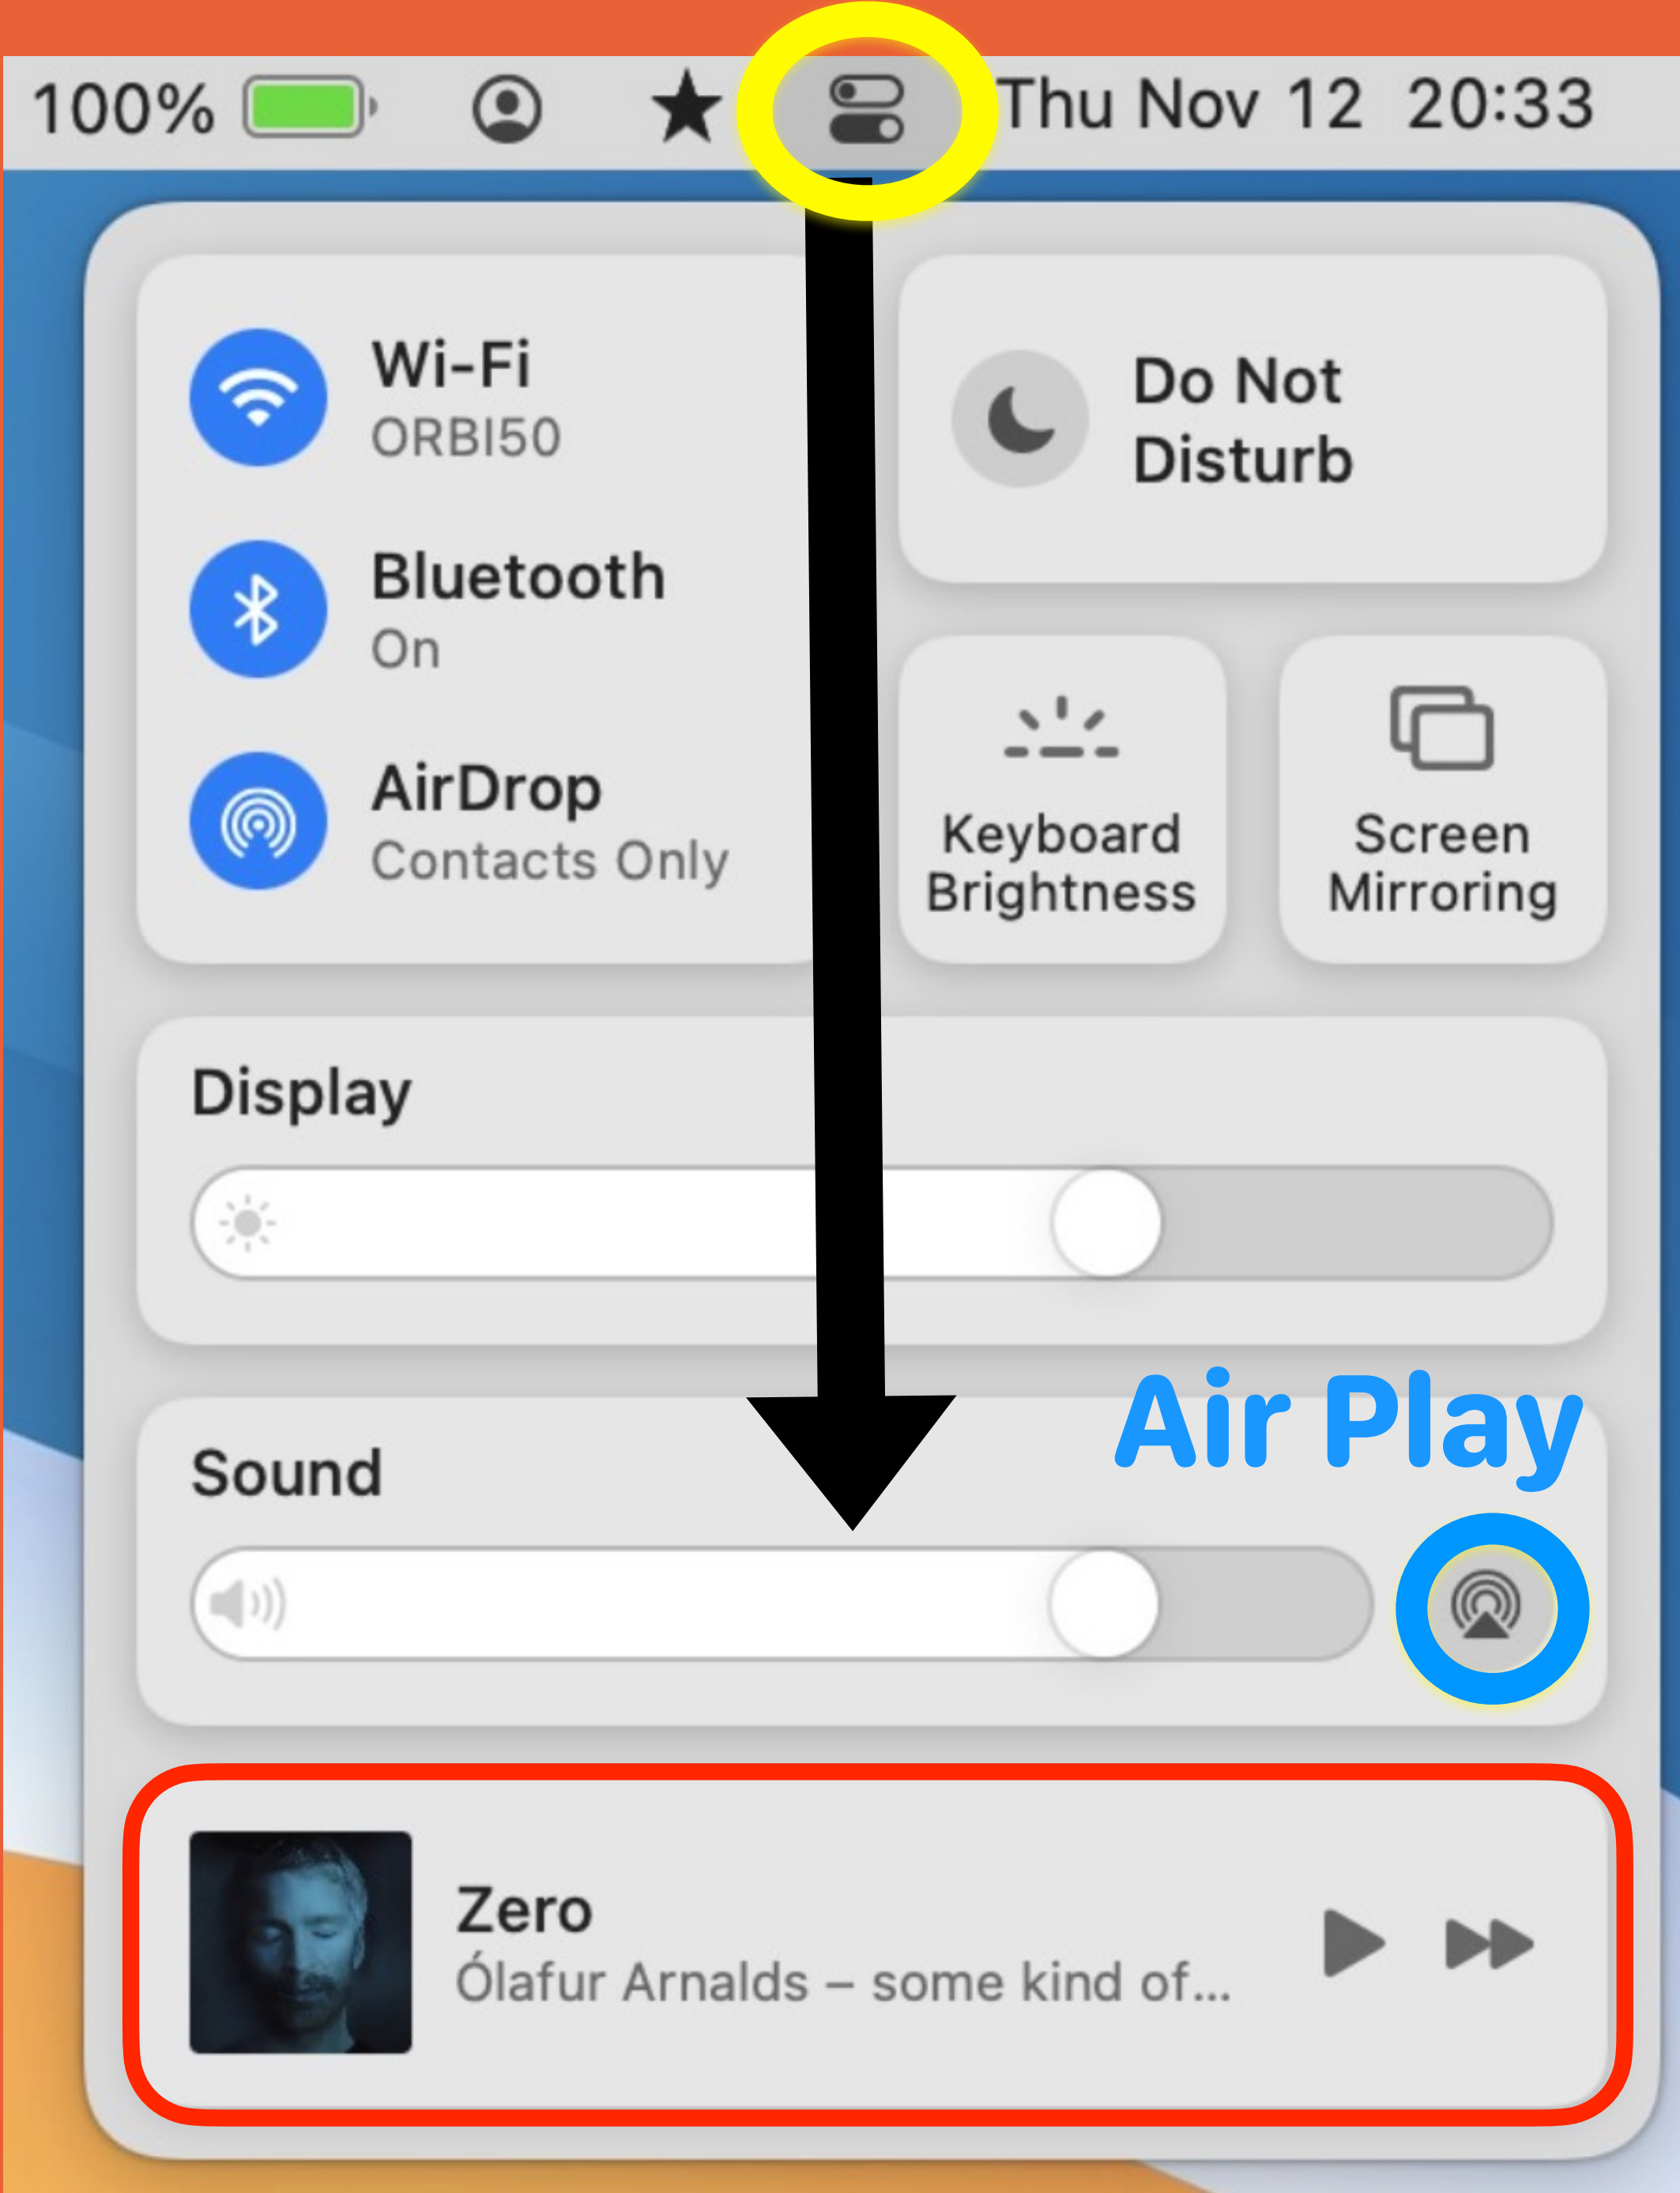 100%
Thu Nov 12 20:33
Wi-Fi
ORBI50
Bluetooth
On
AirDrop
Contacts Only
Do Not
Disturb
Keyboard
Brightness
Screen
Mirroring
Display
Air Play
Sound
Zero
Ólafur Arnalds – some kind of...